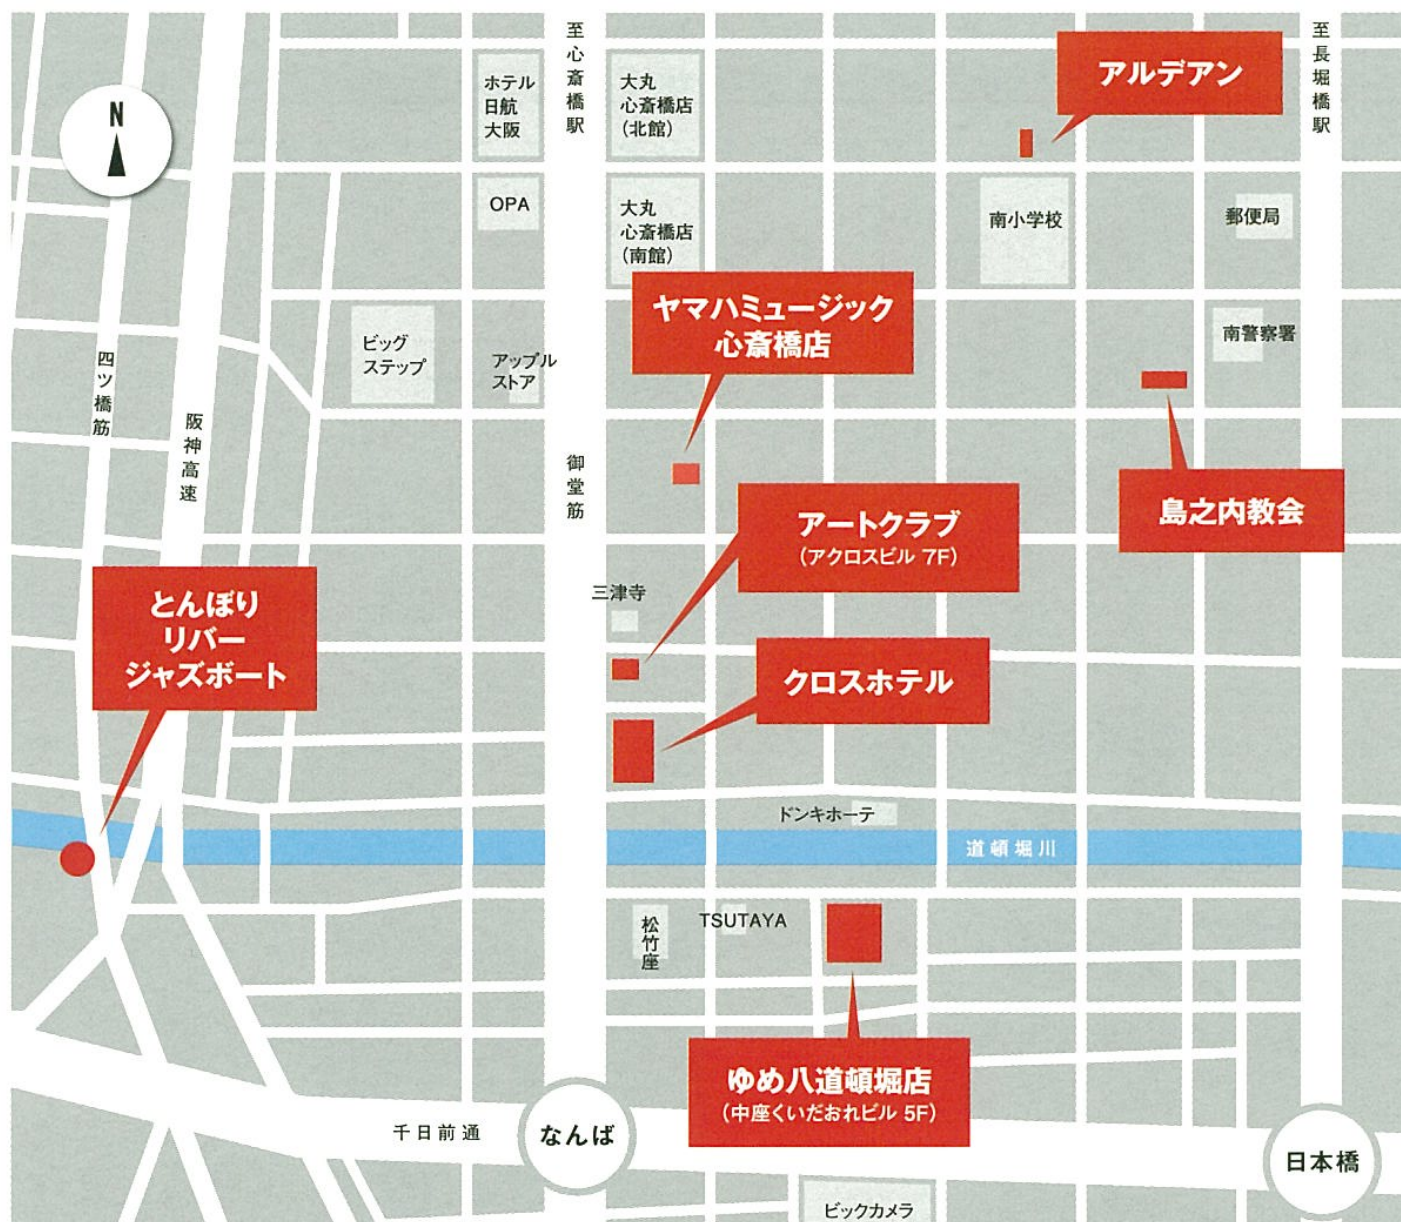 N
至心斎橋駅
至長堀橋駅
アルデアン
ホテル
日航
大阪
大丸
心斎橋店
(北館)
OPA
大丸
心斎橋店
(南館)
南小学校
郵便局
ヤマハミュージック
心斎橋店
ビッグ
ステップ
アップル
ストア
南警察署
四ツ橋筋
阪神高速
御堂筋
アートクラブ
(アクロスビル 7F)
島之内教会
三津寺
とんぼり
リバー
ジャズボート
クロスホテル
ドンキホーテ
道頓堀川
松竹座
TSUTAYA
ゆめ八道頓堀店
(中座くいだおれビル 5F)
千日前通
なんば
日本橋
ビックカメラ